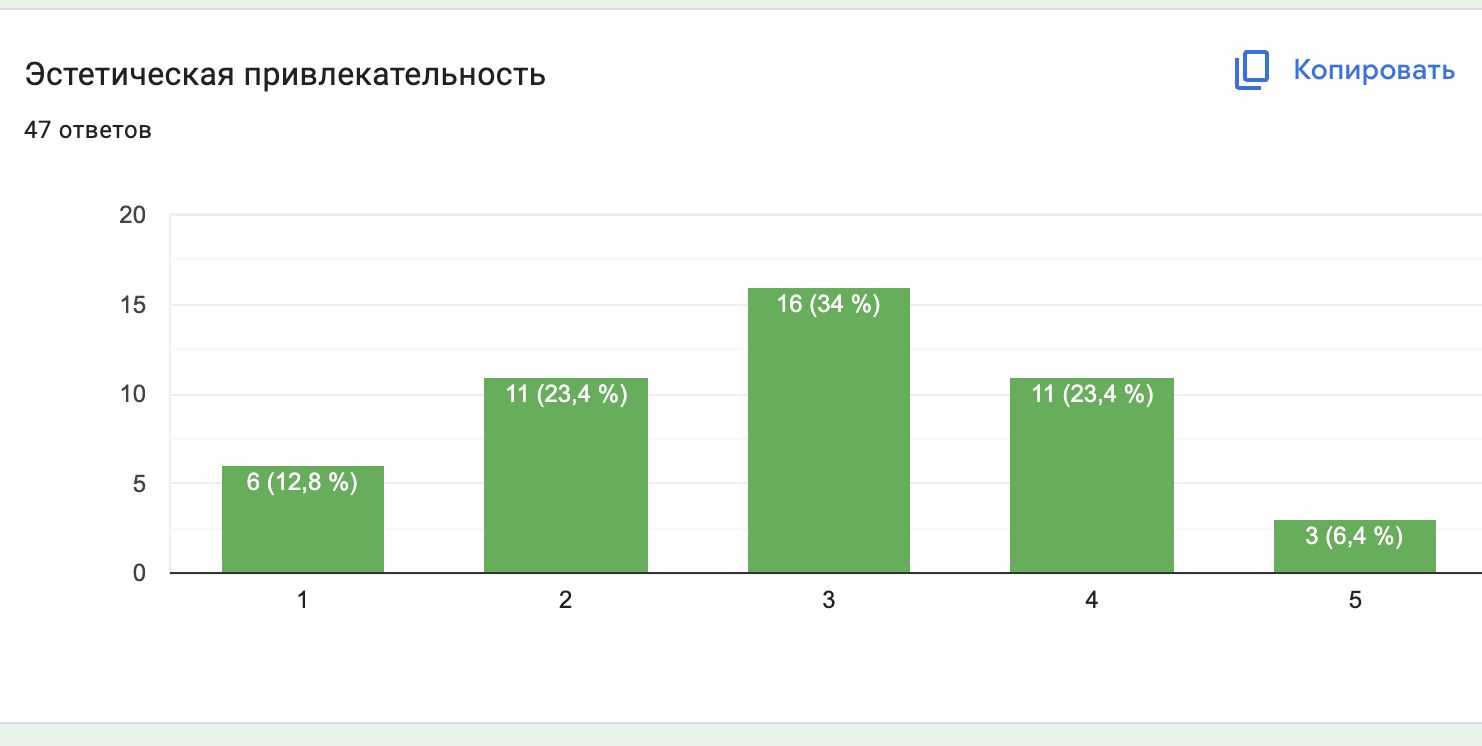 Эстетическая привлекательность
Копировать
47 ответов
20
15
10
5
0
6 (12,8 %)
11 (23,4 %)
16 (34 %)
11 (23,4 %)
3 (6,4 %)
1
2
3
4
5